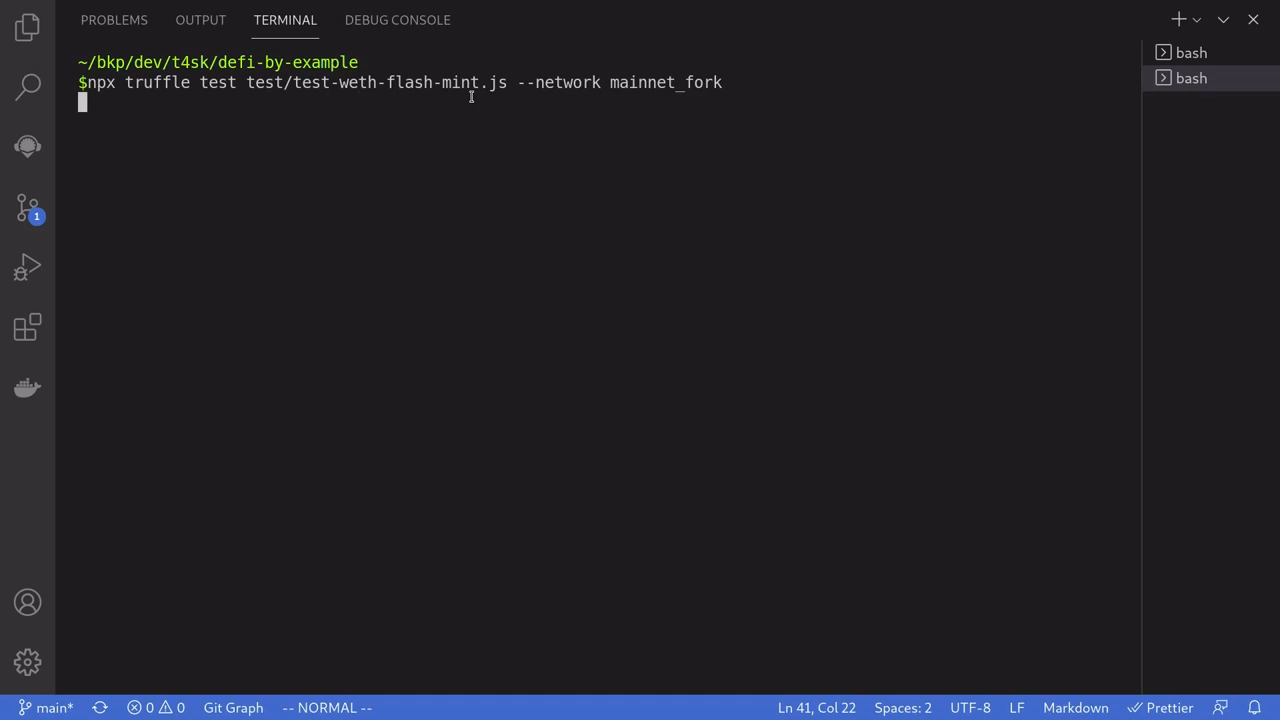 PROBLEMS OUTPUT TERMINAL DEBUG CONSOLE
~/bkp/dev/t4sk/defi-by-example
$npx truffle test test/test-weth-flash-mint.js --network mainnet_fork
bash
bash
1
main* 0 0 Git Graph -- NORMAL -- Ln 41, Col 22 Spaces: 2 UTF-8 LF Markdown Prettier